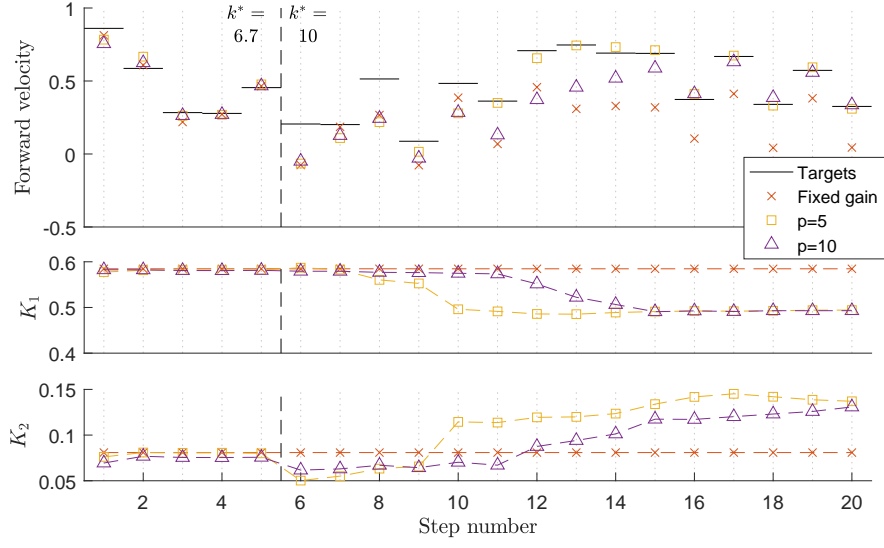 k* = k* =
6.7 10
Forward velocity
1
0.5
0
-0.5
Targets
Fixed gain
p=5
p=10
K1
0.6
0.5
0.4
K2
0.15
0.1
0.05
2 4 6 8 10 12 14 16 18 20
Step number